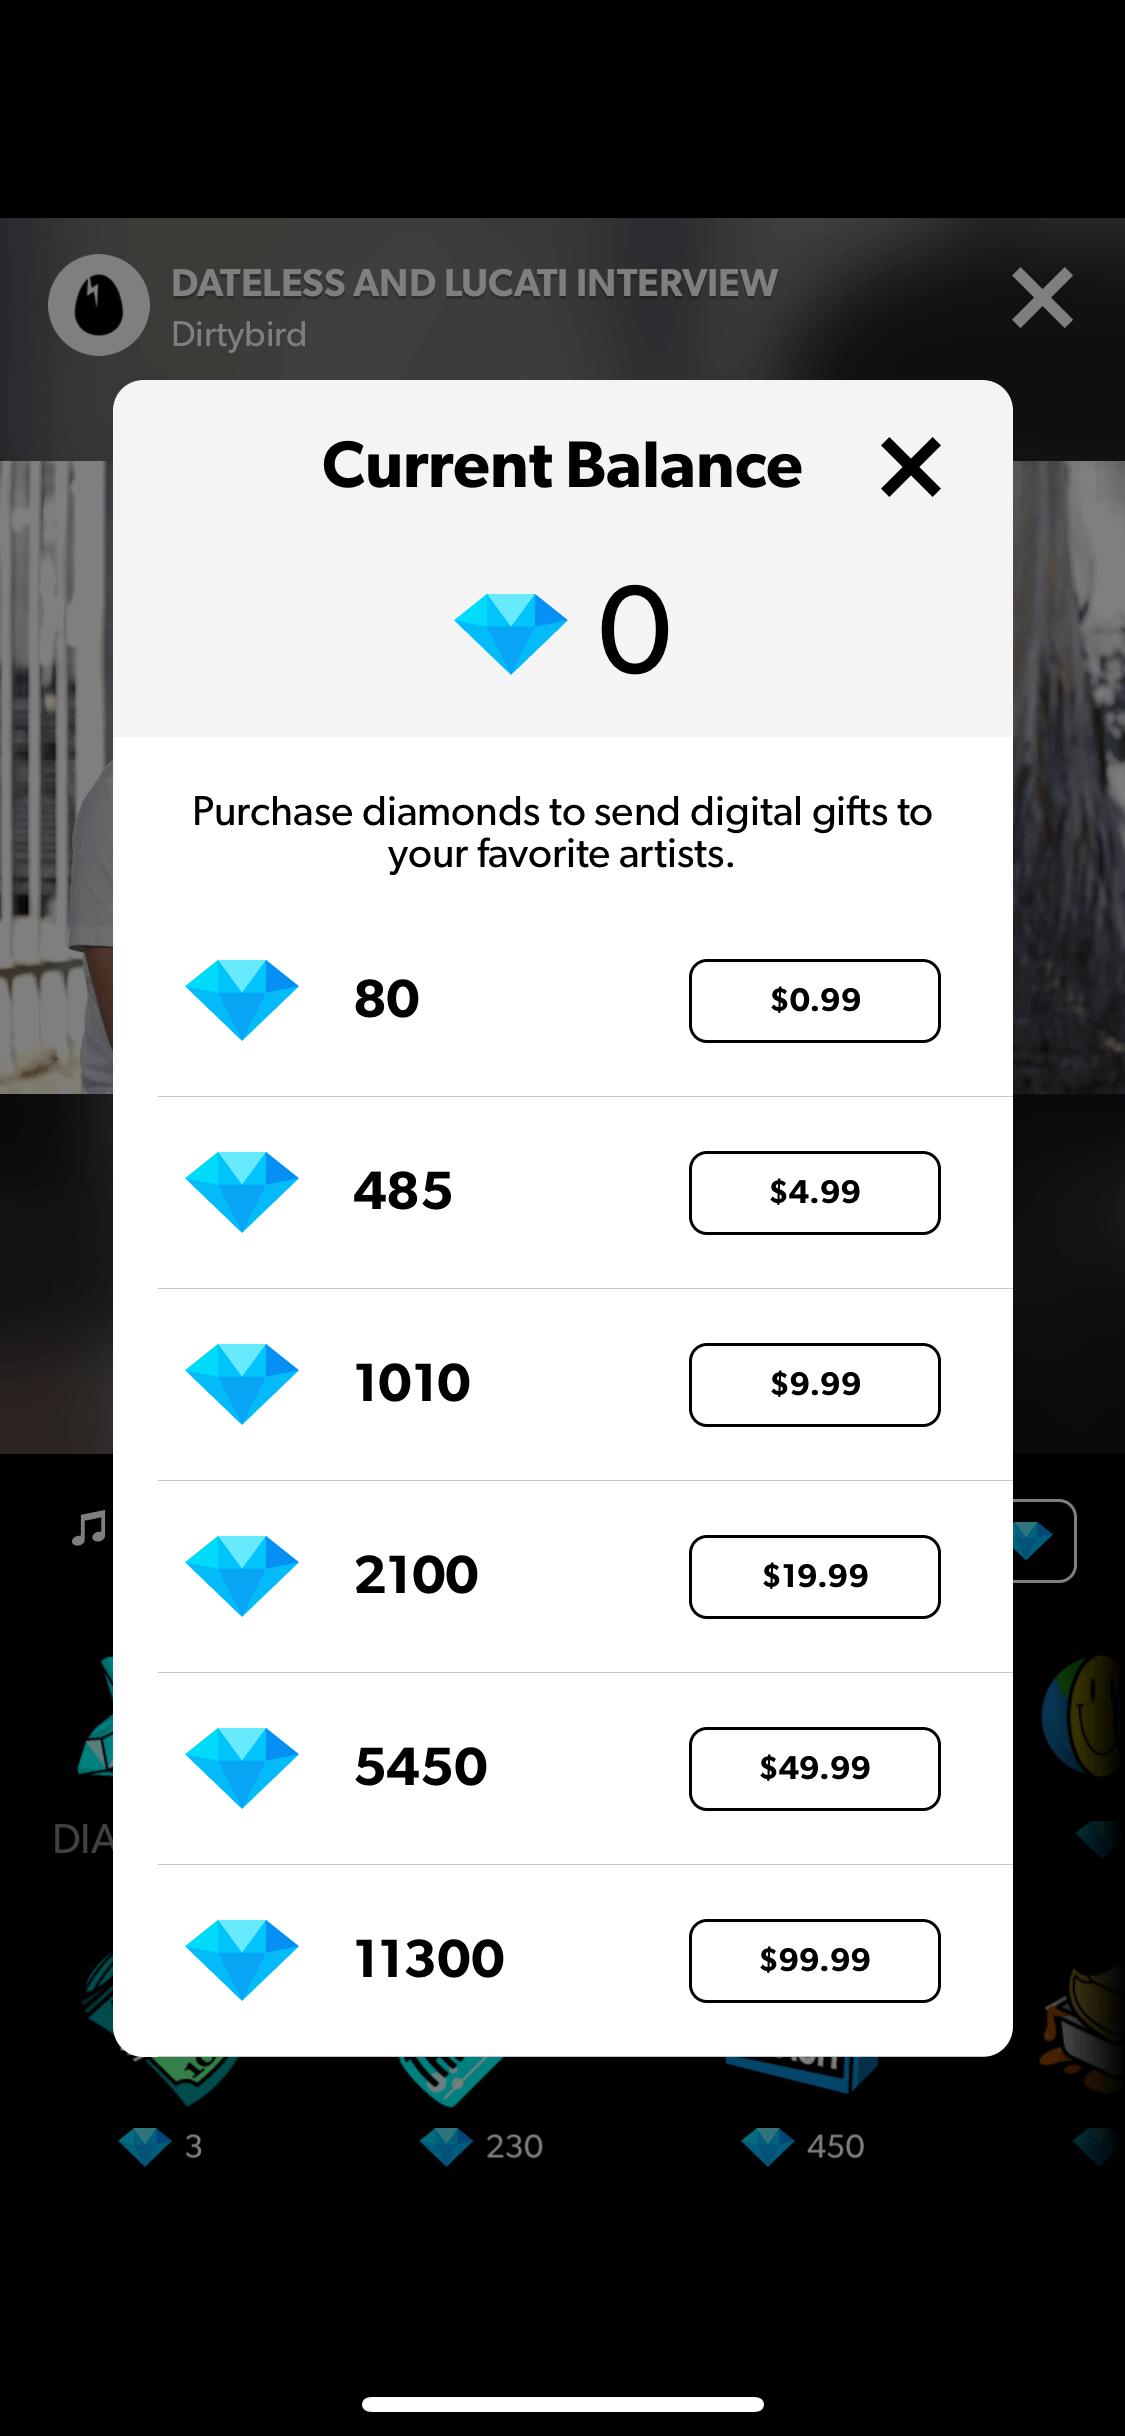 DATELESS AND LUCATI INTERVIEW
Dirtybird
Current Balance
0
Purchase diamonds to send digital gifts to
your favorite artists.
80 $0.99
485 $4.99
1010 $9.99
2100 $19.99
5450 $49.99
11300 $99.99
3 230 450